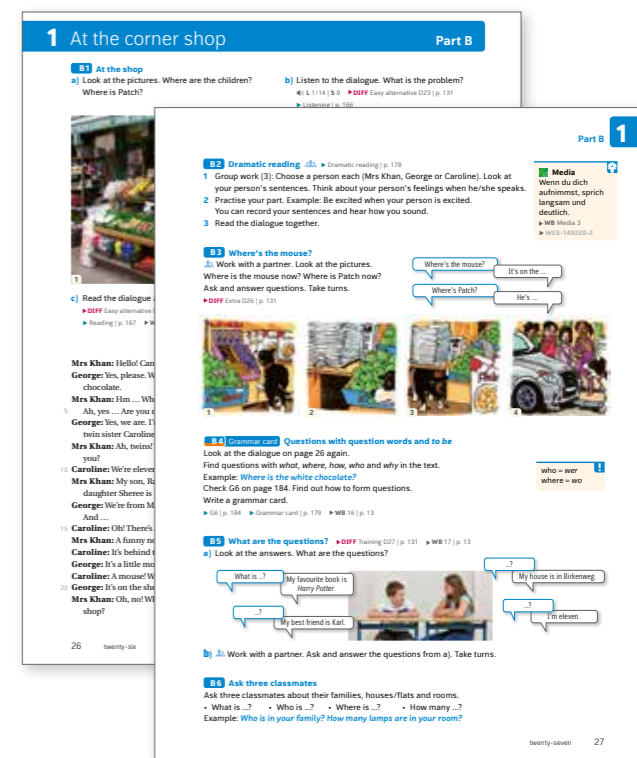 1 At the corner shop Part B
B1 At the shop
a) Look at the pictures. Where are the children?
Where is Patch?
b) Listen to the dialogue. What is the problem?
L 1/14 | S 9 ▶DIFF Easy alternative D23 | p. 131
▶ Listening | p. 166
1
c) Read the dialogue
▶DIFF Easy alternative
▶ Reading | p. 167 ▶
Mrs Khan: Hello! Can
George: Yes, please. W
chocolate.
Mrs Khan: Hm ... Wh
5 Ah, yes ... Are you
George: Yes, we are. I'
twin sister Caroline
Mrs Khan: Ah, twins!
you?
10 Caroline: We're eleve
Mrs Khan: My son, Ra
daughter Sheree is
George: We're from M
And ...
15 Caroline: Oh! There's
Mrs Khan: A funny no
Caroline: It's behind t
George: It's a little mo
Caroline: A mouse! W
20 George: It's on the she
Mrs Khan: Oh, no! Wh
shop?
26 twenty-six
Part B 1
B2 Dramatic reading ▶ Dramatic reading | p. 178
1 Group work (3): Choose a person each (Mrs Khan, George or Caroline). Look at
your person's sentences. Think about your person's feelings when he/she speaks.
2 Practise your part. Example: Be excited when your person is excited.
You can record your sentences and hear how you sound.
3 Read the dialogue together.
Media
Wenn du dich
aufnimmst, sprich
langsam und
deutlich.
▶ WB Media 3
▶ WES-145220-2
B3 Where's the mouse?
Work with a partner. Look at the pictures.
Where is the mouse now? Where is Patch now?
Ask and answer questions. Take turns.
▶DIFF Extra D26 | p. 131
Where's the mouse?
It's on the ...
Where's Patch?
He's ...
1
2
3
4
B4 Grammar card Questions with question words and to be
Look at the dialogue on page 26 again.
Find questions with what, where, how, who and why in the text.
Example: Where is the white chocolate?
Check G6 on page 184. Find out how to form questions.
Write a grammar card.
▶ G6 | p. 184 ▶ Grammar card | p. 179 ▶ WB 16 | p. 13
!
who = wer
where = wo
B5 What are the questions? ▶DIFF Training D27 | p. 131 ▶ WB 17 | p. 13
a) Look at the answers. What are the questions?
What is ...?
My favourite book is
Harry Potter.
...?
My best friend is Karl.
...?
My house is in Birkenweg.
...?
I'm eleven.
b) Work with a partner. Ask and answer the questions from a). Take turns.
B6 Ask three classmates
Ask three classmates about their families, houses/flats and rooms.
• What is ...? • Who is ...? • Where is ...? • How many ...?
Example: Who is in your family? How many lamps are in your room?
twenty-seven 27